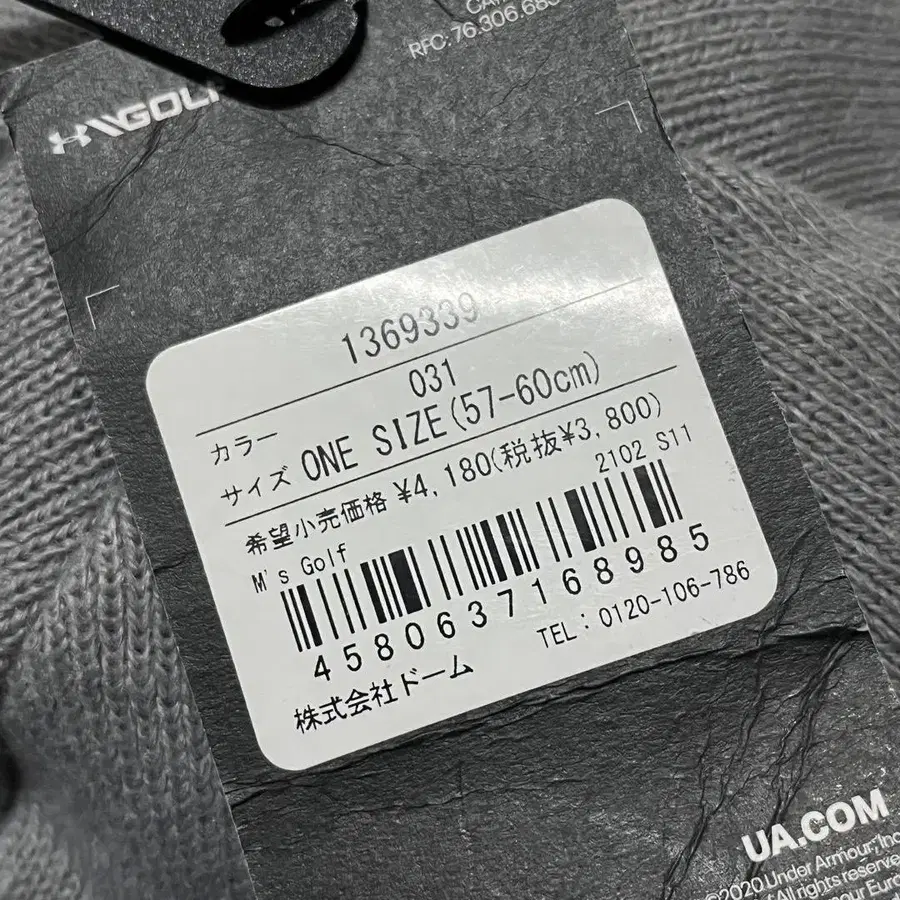 RFC: 76.306.68
GOLF
1369339
カラー 031
サイズ ONE SIZE(57-60cm)
希望小売価格 ¥4,180(税抜¥3,800)
2102 S11
M's Golf
4580637168985
株式会社ドーム TEL:0120-106-786
UA.COM
©2020 Under Armour, Inc
All rights reserve